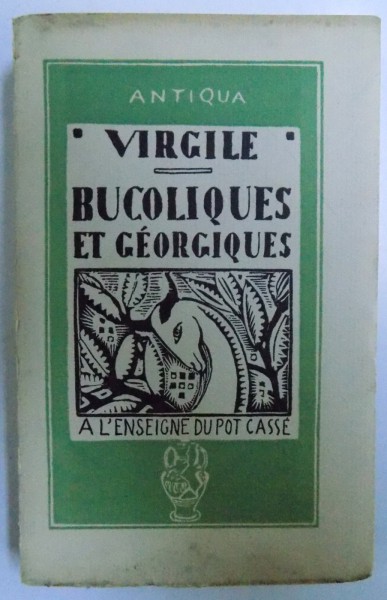 ANTIQUA
VIRGILE
BUCOLIQUES
ET GÉORGIQUES
A L'ENSEIGNE DU POT CASSÉ